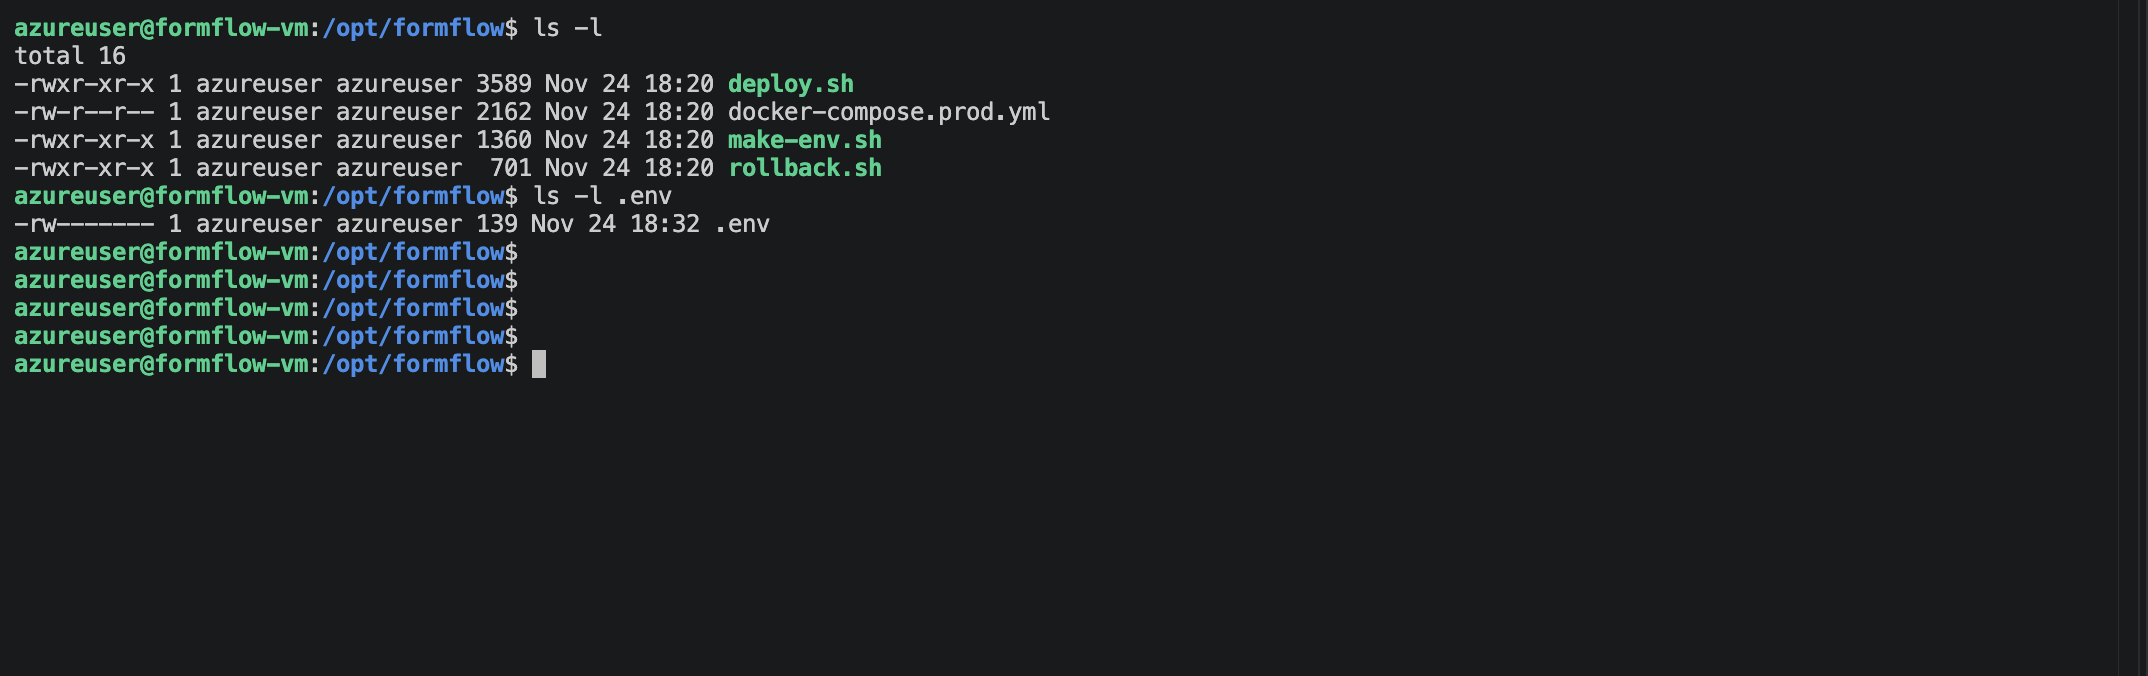 azureuser@formflow-vm:/opt/formflow$ ls -l
total 16
-rwxr-xr-x 1 azureuser azureuser 3589 Nov 24 18:20 deploy.sh
-rw-r--r-- 1 azureuser azureuser 2162 Nov 24 18:20 docker-compose.prod.yml
-rwxr-xr-x 1 azureuser azureuser 1360 Nov 24 18:20 make-env.sh
-rwxr-xr-x 1 azureuser azureuser  701 Nov 24 18:20 rollback.sh
azureuser@formflow-vm:/opt/formflow$ ls -l .env
-rw------- 1 azureuser azureuser 139 Nov 24 18:32 .env
azureuser@formflow-vm:/opt/formflow$
azureuser@formflow-vm:/opt/formflow$
azureuser@formflow-vm:/opt/formflow$
azureuser@formflow-vm:/opt/formflow$
azureuser@formflow-vm:/opt/formflow$